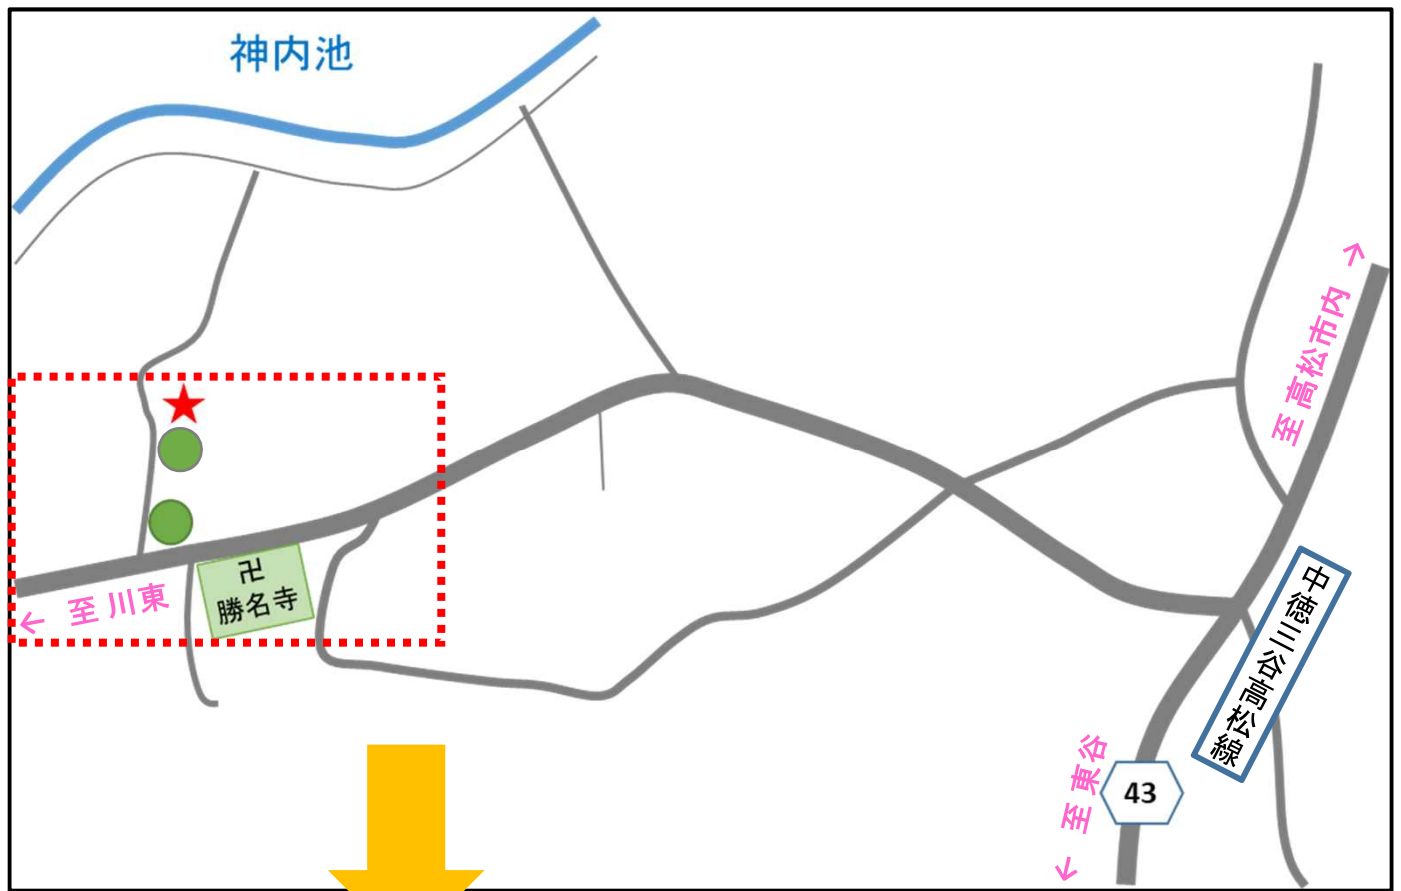 神内池
至 高松市内 →
卍
勝名寺
← 至 川東
中徳三谷高松線
← 至 東谷
43